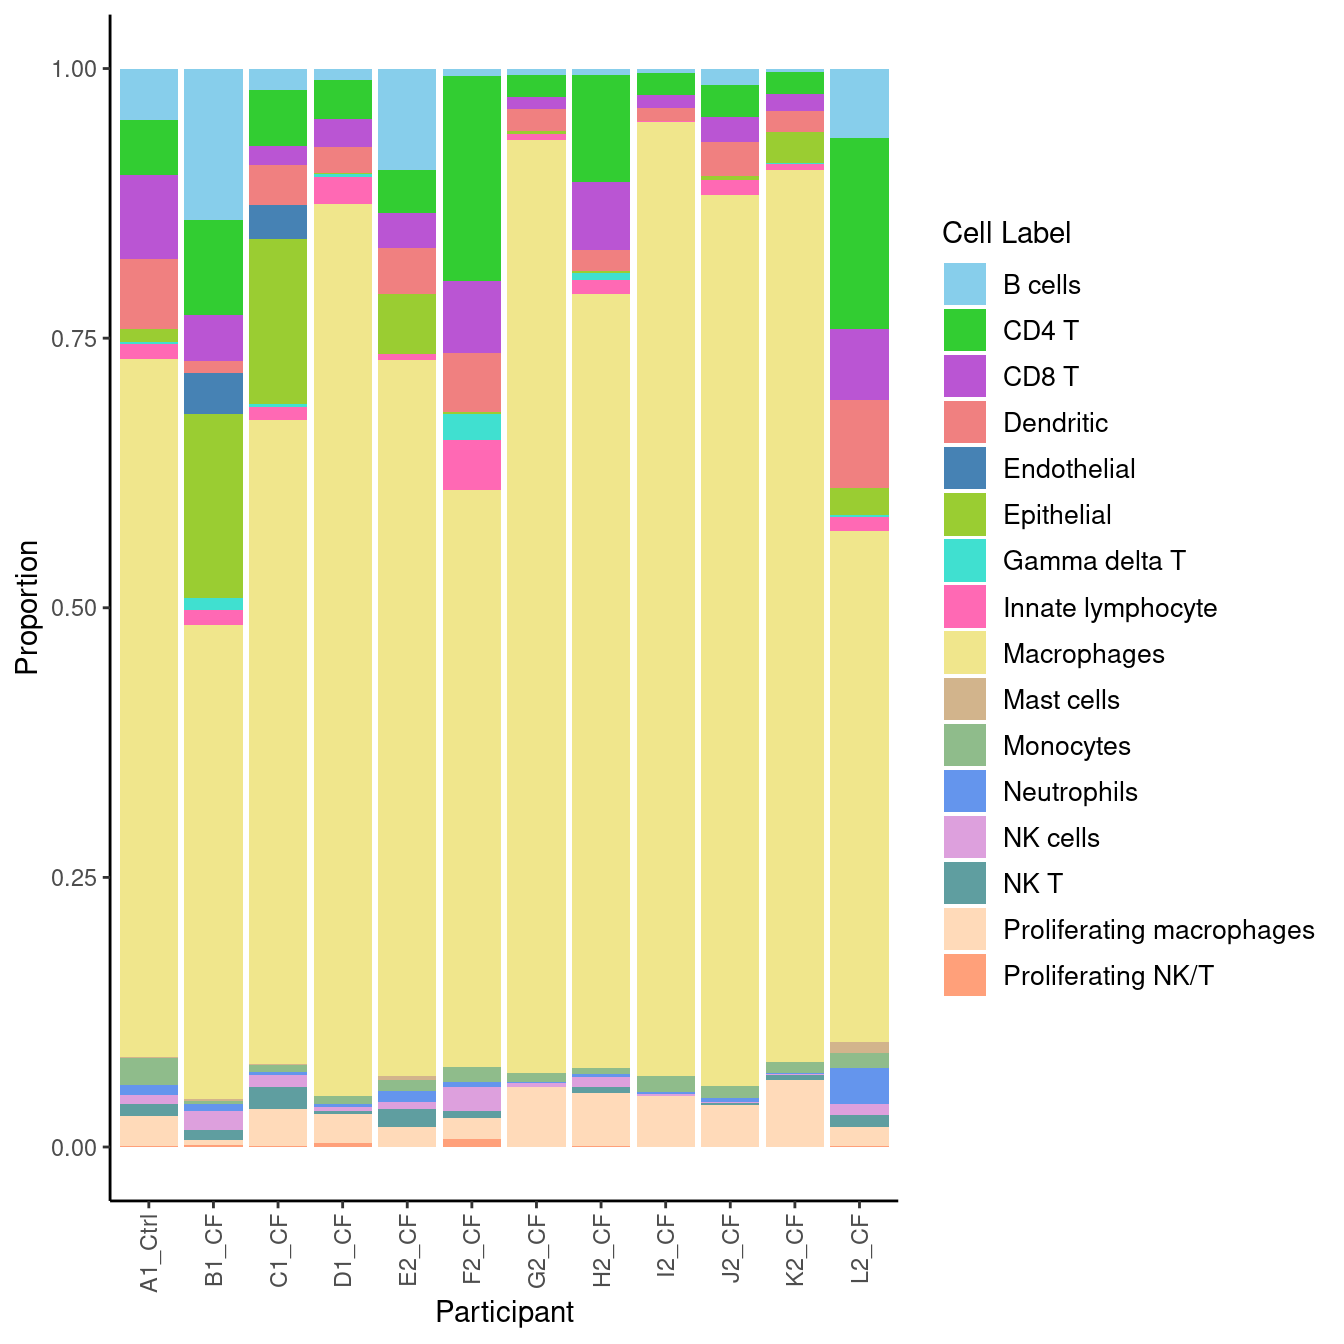 1.00
0.75
0.50
0.25
0.00
Proportion
A1_Ctrl
B1_CF
C1_CF
D1_CF
E2_CF
F2_CF
G2_CF
H2_CF
I2_CF
J2_CF
K2_CF
L2_CF
Participant
Cell Label
B cells
CD4 T
CD8 T
Dendritic
Endothelial
Epithelial
Gamma delta T
Innate lymphocyte
Macrophages
Mast cells
Monocytes
Neutrophils
NK cells
NK T
Proliferating macrophages
Proliferating NK/T